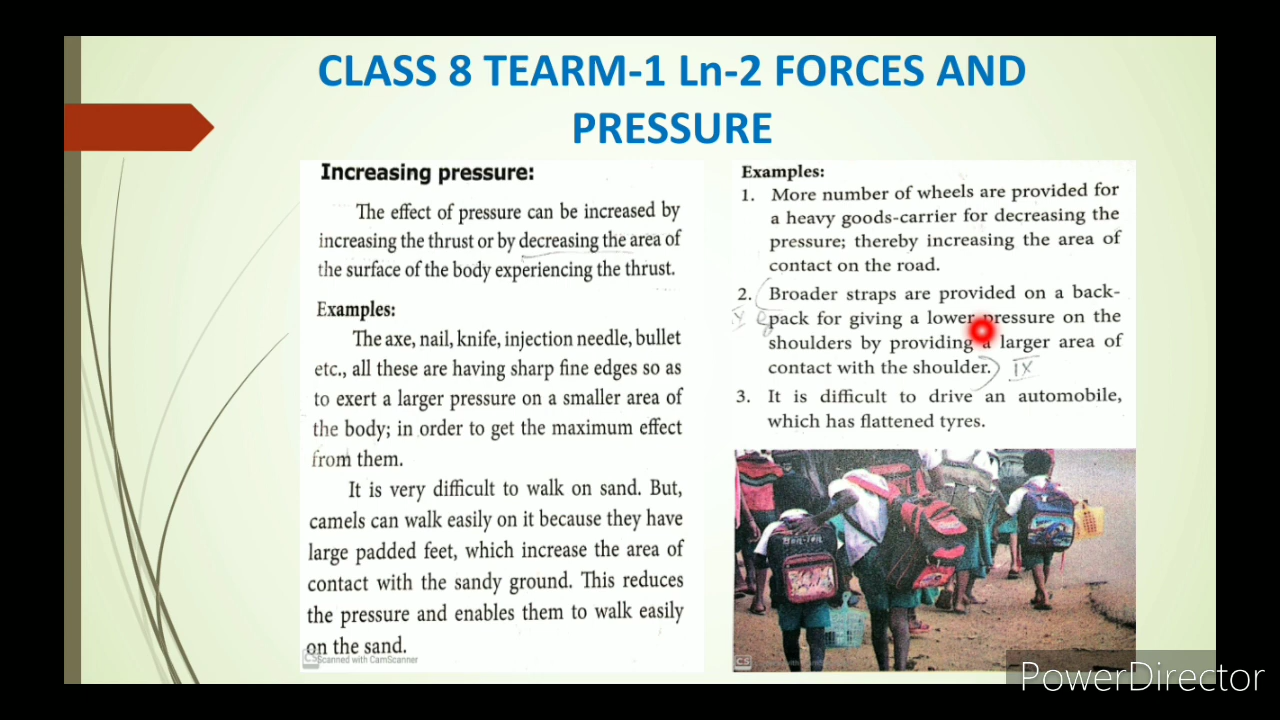 CLASS 8 TEARM-1 Ln-2 FORCES AND
PRESSURE
Increasing pressure:
The effect of pressure can be increased by
increasing the thrust or by decreasing the area of
the surface of the body experiencing the thrust.
Examples:
The axe, nail, knife, injection needle, bullet
etc., all these are having sharp fine edges so as
to exert a larger pressure on a smaller area of
the body; in order to get the maximum effect
from them.
It is very difficult to walk on sand. But,
camels can walk easily on it because they have
large padded feet, which increase the area of
contact with the sandy ground. This reduces
the pressure and enables them to walk easily
on the sand.
CS Scanned with CamScanner
Examples:
1. More number of wheels are provided for
a heavy goods-carrier for decreasing the
pressure; thereby increasing the area of
contact on the road.
2. Broader straps are provided on a back-
pack for giving a lower pressure on the
shoulders by providing a larger area of
contact with the shoulder. IX
3. It is difficult to drive an automobile,
which has flattened tyres.
CS
PowerDirector